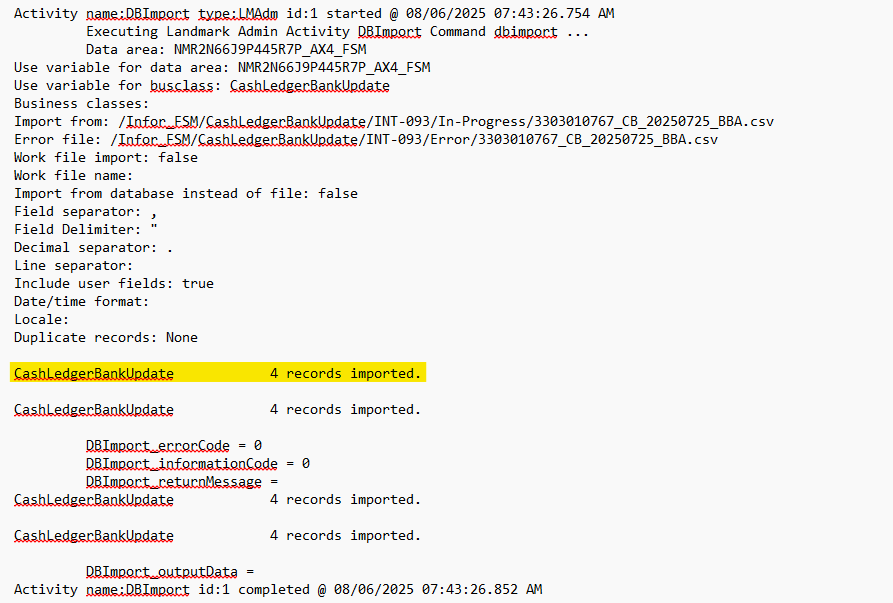 Activity name:DBImport type:LMAdm id:1 started @ 08/06/2025 07:43:26.754 AM
Executing Landmark Admin Activity DBImport Command dbimport ...
Data area: NMR2N66J9P445R7P_AX4_FSM
Use variable for data area: NMR2N66J9P445R7P_AX4_FSM
Use variable for busclass: CashLedgerBankUpdate
Business classes:
Import from: /Infor_FSM/CashLedgerBankUpdate/INT-093/In-Progress/3303010767_CB_20250725_BBA.csv
Error file: /Infor_FSM/CashLedgerBankUpdate/INT-093/Error/3303010767_CB_20250725_BBA.csv
Work file import: false
Work file name:
Import from database instead of file: false
Field separator: ,
Field Delimiter: "
Decimal separator: .
Line separator:
Include user fields: true
Date/time format:
Locale:
Duplicate records: None
CashLedgerBankUpdate 4 records imported.
CashLedgerBankUpdate 4 records imported.
DBImport_errorCode = 0
DBImport_informationCode = 0
DBImport_returnMessage =
CashLedgerBankUpdate 4 records imported.
CashLedgerBankUpdate 4 records imported.
DBImport_outputData =
Activity name:DBImport id:1 completed @ 08/06/2025 07:43:26.852 AM